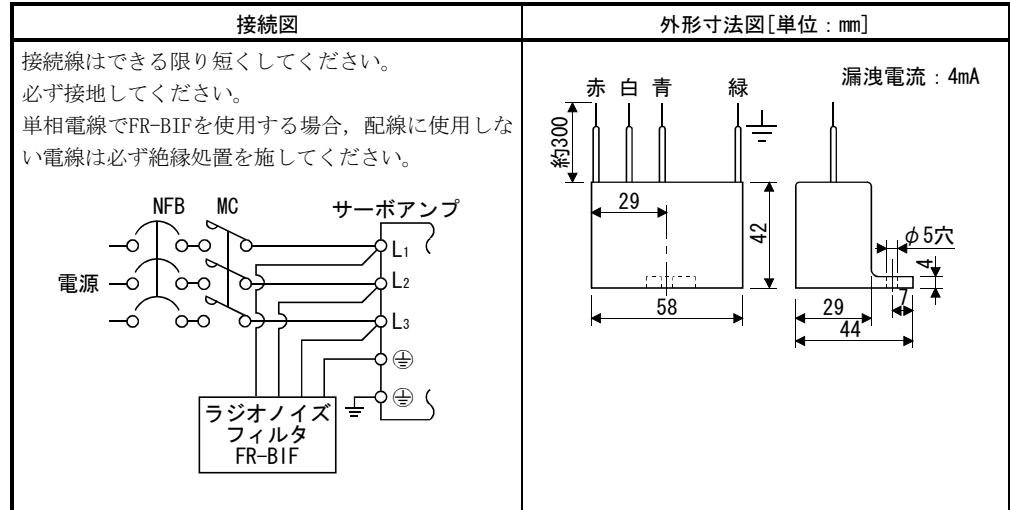 接続図
接続線はできる限り短くしてください。
必ず接地してください。
単相電線でFR-BIFを使用する場合，配線に使用しな
い電線は必ず絶縁処置を施してください。
NFB MC サーボアンプ
L1
電源 L2
L3
ラジオノイズ
フィルタ
FR-BIF
外形寸法図[単位：mm]
漏洩電流：4mA
赤 白 青 緑
約300
29
42
58
φ5穴
4
29 7
44